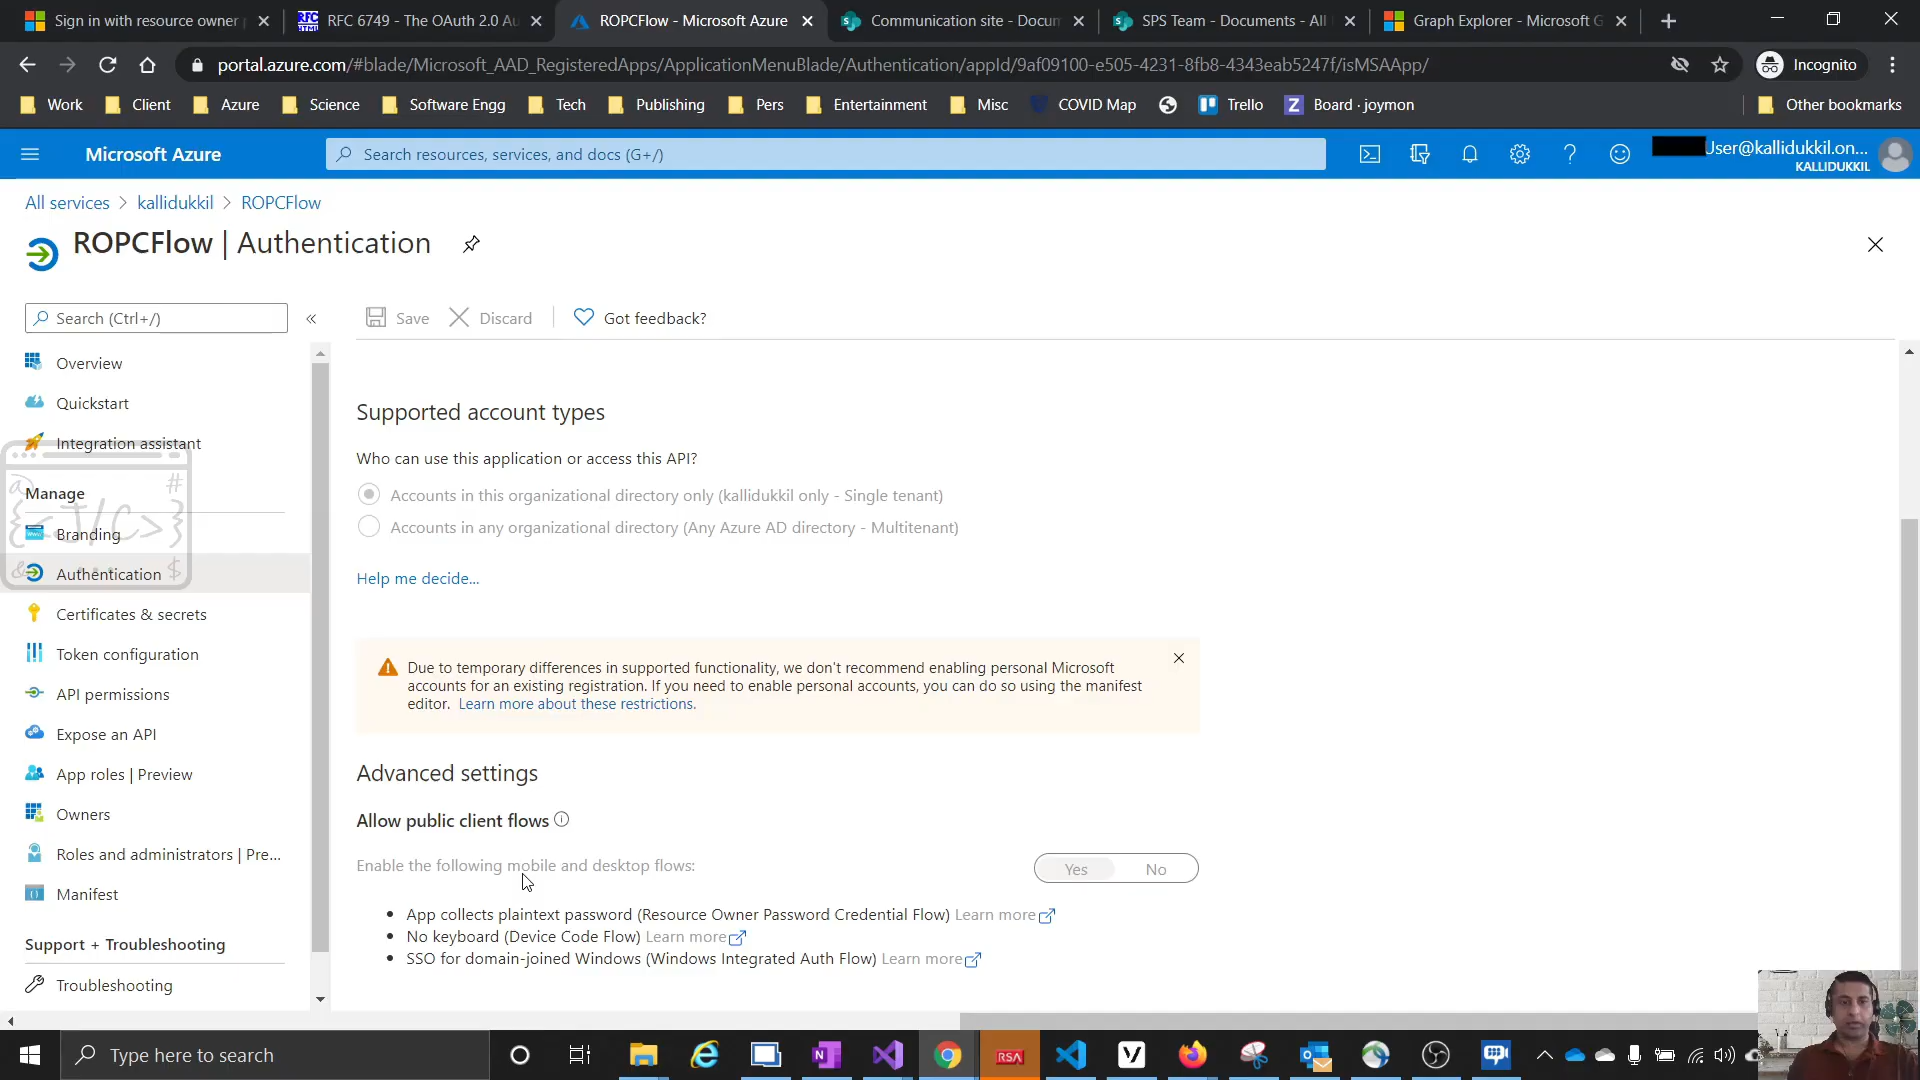 Sign in with resource owner
RFC 6749 - The OAuth 2.0 Au
ROPCFlow - Microsoft Azure
Communication site - Docum
SPS Team - Documents - All
Graph Explorer - Microsoft G
portal.azure.com/#blade/Microsoft_AAD_RegisteredApps/ApplicationMenuBlade/Authentication/appId/9af09100-e505-4231-8fb8-4343eab5247f/isMSAApp/
Incognito
Work
Client
Azure
Science
Software Engg
Tech
Publishing
Pers
Entertainment
Misc
COVID Map
Trello
Board · joymon
Other bookmarks
Microsoft Azure
Search resources, services, and docs (G+/)
User@kallidukkil.on...
KALLIDUKKIL
All services > kallidukkil > ROPCFlow
ROPCFlow | Authentication
Search (Ctrl+/)
Save
Discard
Got feedback?
Overview
Quickstart
Integration assistant
Manage
Branding
Authentication
Certificates & secrets
Token configuration
API permissions
Expose an API
App roles | Preview
Owners
Roles and administrators | Pre...
Manifest
Support + Troubleshooting
Troubleshooting
Supported account types
Who can use this application or access this API?
Accounts in this organizational directory only (kallidukkil only - Single tenant)
Accounts in any organizational directory (Any Azure AD directory - Multitenant)
Help me decide...
Due to temporary differences in supported functionality, we don't recommend enabling personal Microsoft
accounts for an existing registration. If you need to enable personal accounts, you can do so using the manifest
editor. Learn more about these restrictions.
Advanced settings
Allow public client flows
Enable the following mobile and desktop flows:
Yes
No
App collects plaintext password (Resource Owner Password Credential Flow) Learn more
No keyboard (Device Code Flow) Learn more
SSO for domain-joined Windows (Windows Integrated Auth Flow) Learn more
Type here to search
RSA